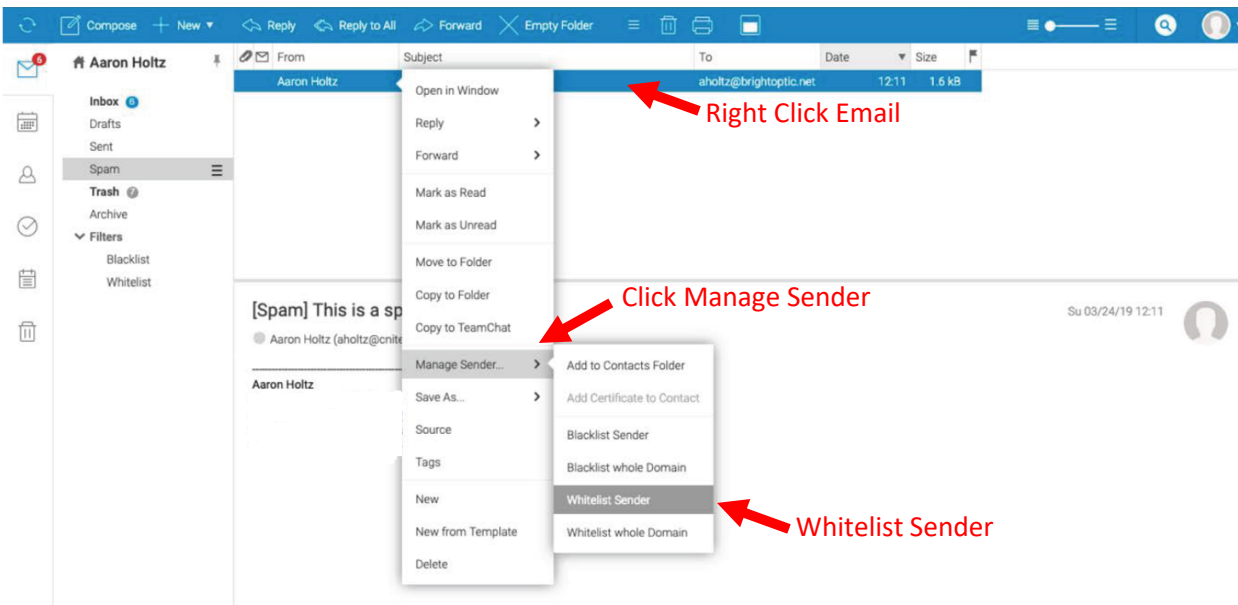 Compose New Reply Reply to All Forward Empty Folder
6
Aaron Holtz
From Subject To Date Size
Aaron Holtz aholtz@brightoptic.net 12:11 1.6 kB
Right Click Email
Inbox 6
Drafts
Sent
Spam
Trash 7
Archive
Filters
Blacklist
Whitelist
Open in Window
Reply
Forward
Mark as Read
Mark as Unread
Move to Folder
Copy to Folder
Copy to TeamChat
Manage Sender...
Save As...
Source
Tags
New
New from Template
Delete
Click Manage Sender
[Spam] This is a sp
Su 03/24/19 12:11
Aaron Holtz (aholtz@cnite
Aaron Holtz
Add to Contacts Folder
Add Certificate to Contact
Blacklist Sender
Blacklist whole Domain
Whitelist Sender
Whitelist whole Domain
Whitelist Sender